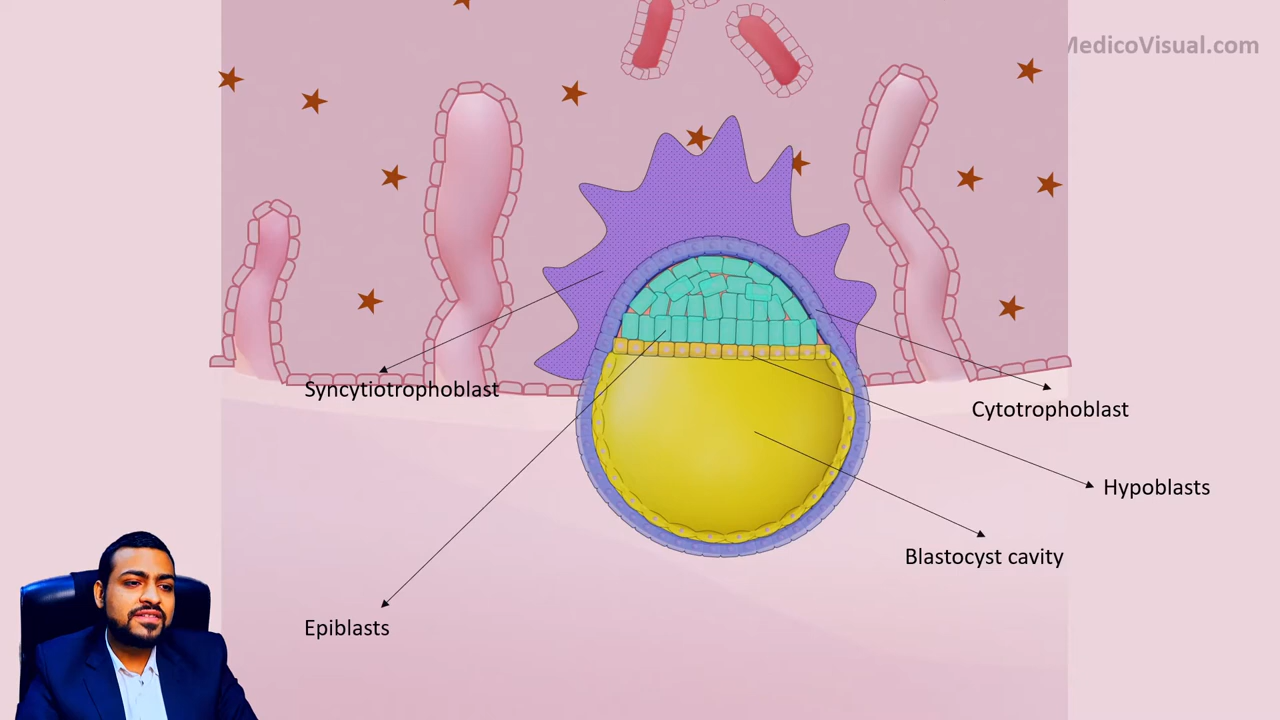 MedicoVisual.com
Syncytiotrophoblast
Cytotrophoblast
Hypoblasts
Blastocyst cavity
Epiblasts